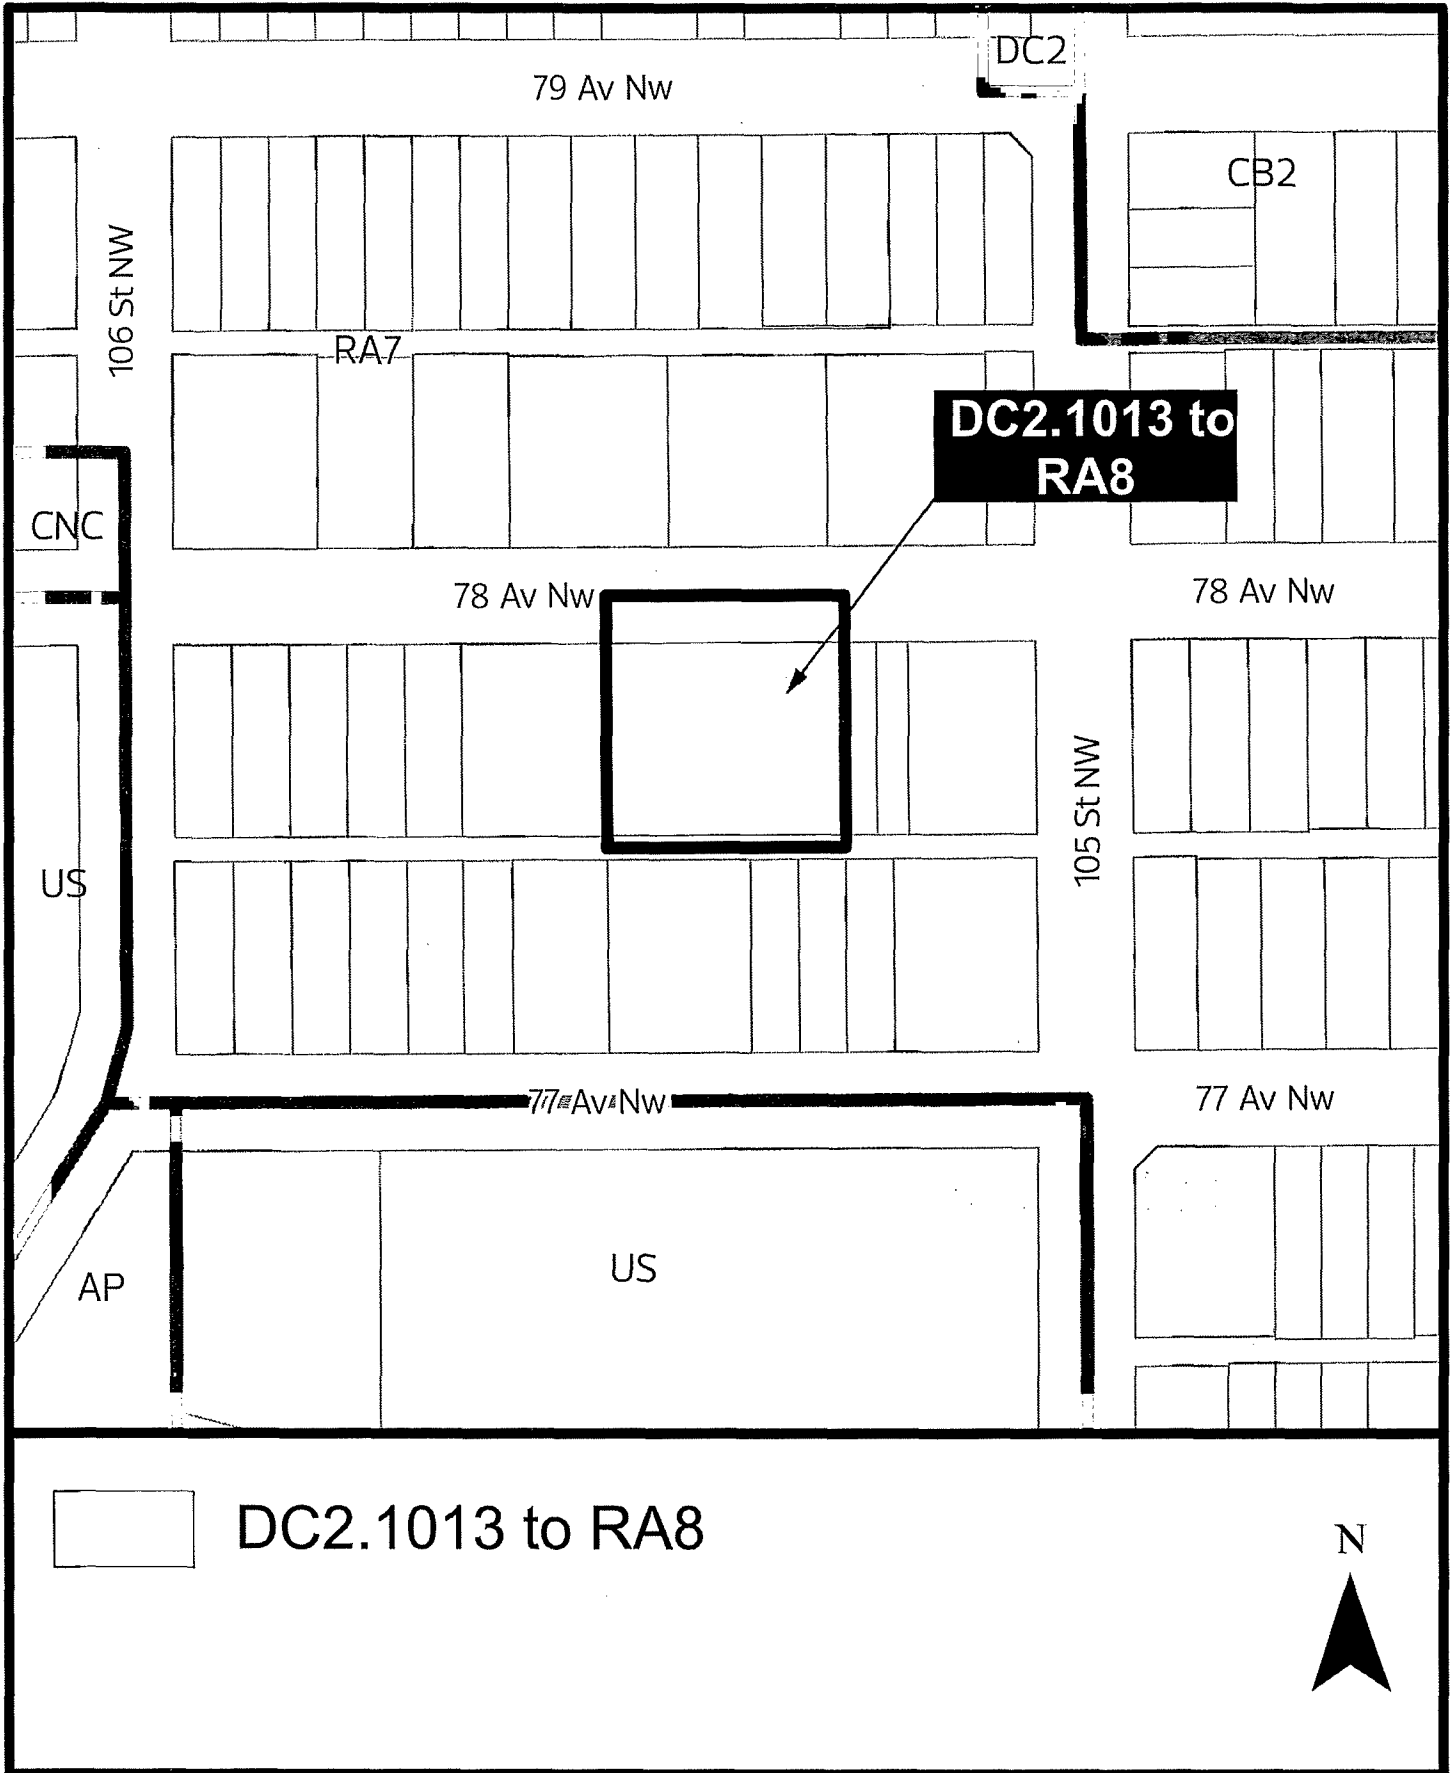 DC2
79 Av Nw
CB2
106 St NW
RA7
DC2.1013 to
RA8
CNC
78 Av Nw
78 Av Nw
105 St NW
US
77 Av Nw
77 Av Nw
US
AP
DC2.1013 to RA8
N